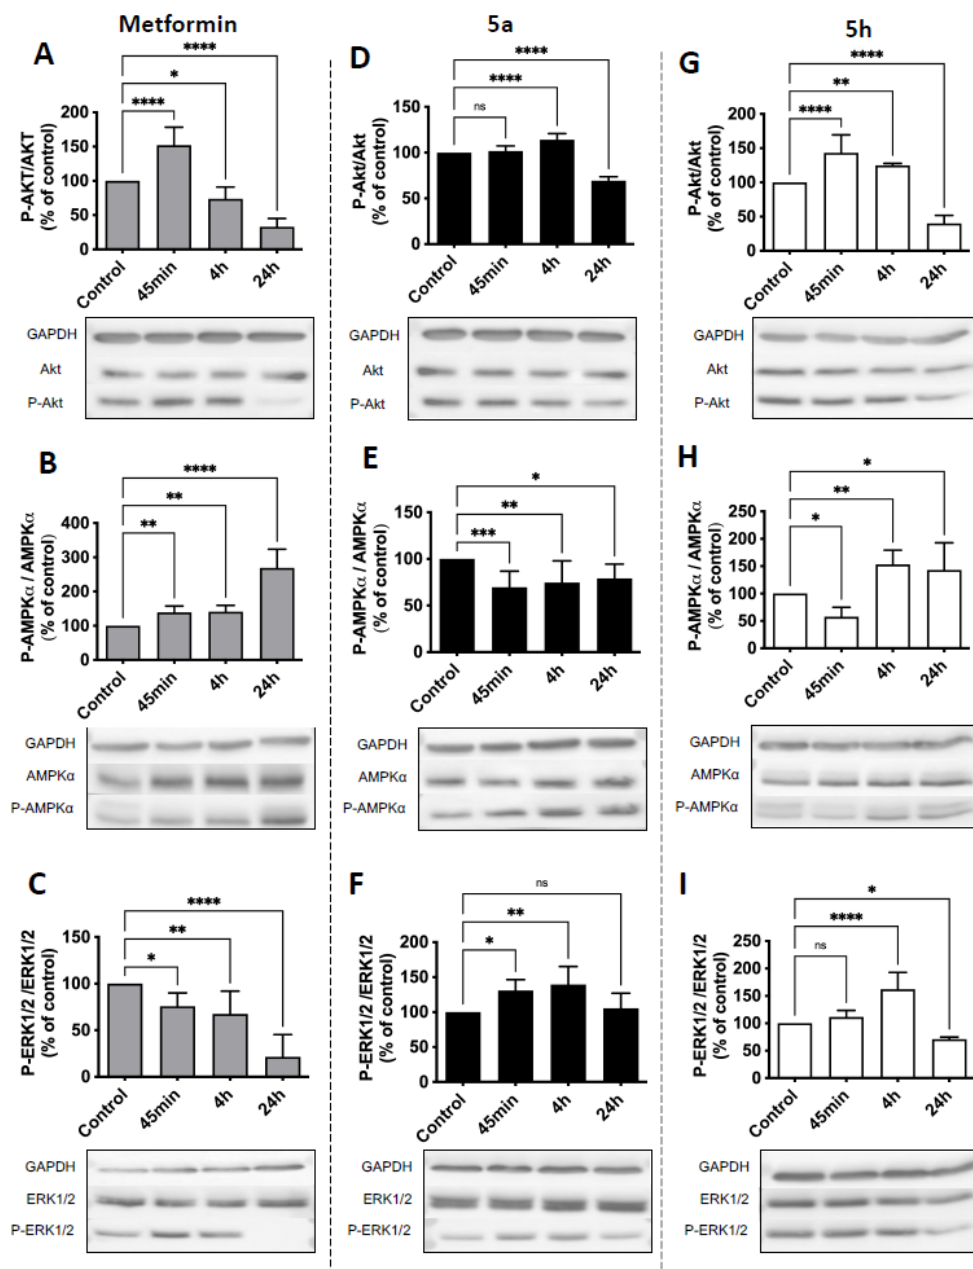 Metformin
5a
5h
A
****
*
****
P-AKT/AKT
(% of control)
200
150
100
50
0
Control
45min
4h
24h
GAPDH
Akt
P-Akt
D
****
****
ns
P-Akt/Akt
(% of control)
150
100
50
0
Control
45min
4h
24h
GAPDH
Akt
P-Akt
G
****
**
****
P-Akt/Akt
(% of control)
200
150
100
50
0
Control
45min
4h
24h
GAPDH
Akt
P-Akt
B
****
**
**
P-AMPKα / AMPKα
(% of control)
400
300
200
100
0
Control
45min
4h
24h
GAPDH
AMPKα
P-AMPKα
E
*
**
***
P-AMPKα / AMPKα
(% of control)
150
100
50
0
Control
45min
4h
24h
GAPDH
AMPKα
P-AMPKα
H
*
**
*
P-AMPKα / AMPKα
(% of control)
250
200
150
100
50
0
Control
45min
4h
24h
GAPDH
AMPKα
P-AMPKα
C
****
**
*
P-ERK1/2 /ERK1/2
(% of control)
150
100
50
0
Control
45min
4h
24h
GAPDH
ERK1/2
P-ERK1/2
F
ns
**
*
P-ERK1/2 /ERK1/2
(% of control)
200
150
100
50
0
Control
45min
4h
24h
GAPDH
ERK1/2
P-ERK1/2
I
*
****
ns
P-ERK1/2 /ERK1/2
(% of control)
250
200
150
100
50
0
Control
45min
4h
24h
GAPDH
ERK1/2
P-ERK1/2